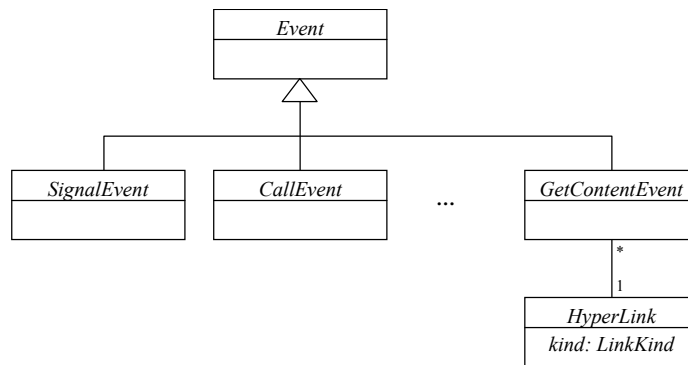 Event
SignalEvent
CallEvent
...
GetContentEvent
*
1
HyperLink
kind: LinkKind